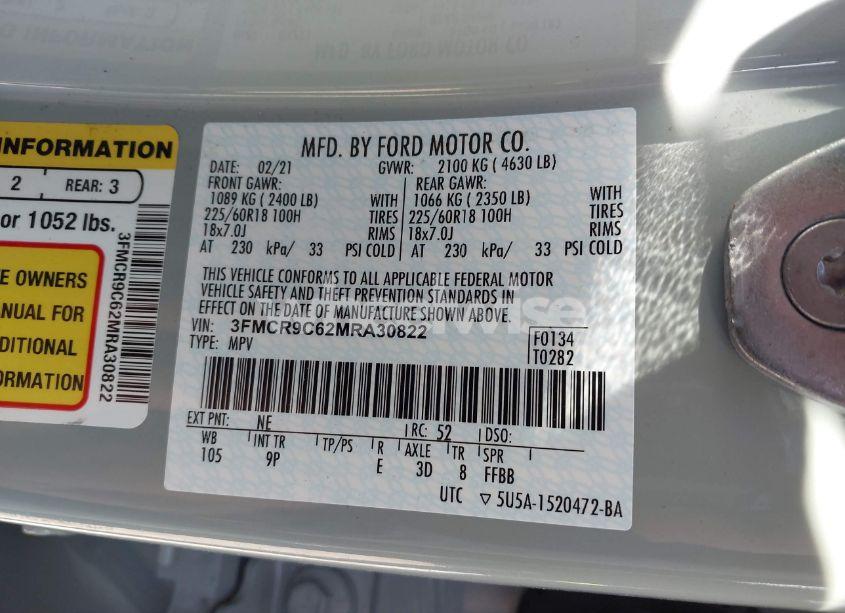 INFORMATION
2 REAR: 3
or 1052 lbs.
E OWNERS
ANUAL FOR
DITIONAL
ORMATION
3FMCR9C62MRA30822
MFD. BY FORD MOTOR CO.
DATE: 02/21 GVWR: 2100 KG ( 4630 LB)
FRONT GAWR: REAR GAWR:
1089 KG ( 2400 LB) WITH 1066 KG ( 2350 LB) WITH
225/60R18 100H TIRES 225/60R18 100H TIRES
18x7.0J RIMS 18x7.0J RIMS
AT 230 kPa/ 33 PSI COLD AT 230 kPa/ 33 PSI COLD
THIS VEHICLE CONFORMS TO ALL APPLICABLE FEDERAL MOTOR
VEHICLE SAFETY AND THEFT PREVENTION STANDARDS IN
EFFECT ON THE DATE OF MANUFACTURE SHOWN ABOVE.
VIN: 3FMCR9C62MRA30822 F0134
TYPE: MPV T0282
EXT PNT: NE RC: 52 DSO:
WB INT TR TP/PS R AXLE TR SPR
105 9P E 3D 8 FFBB
UTC ▽ 5U5A-1520472-BA